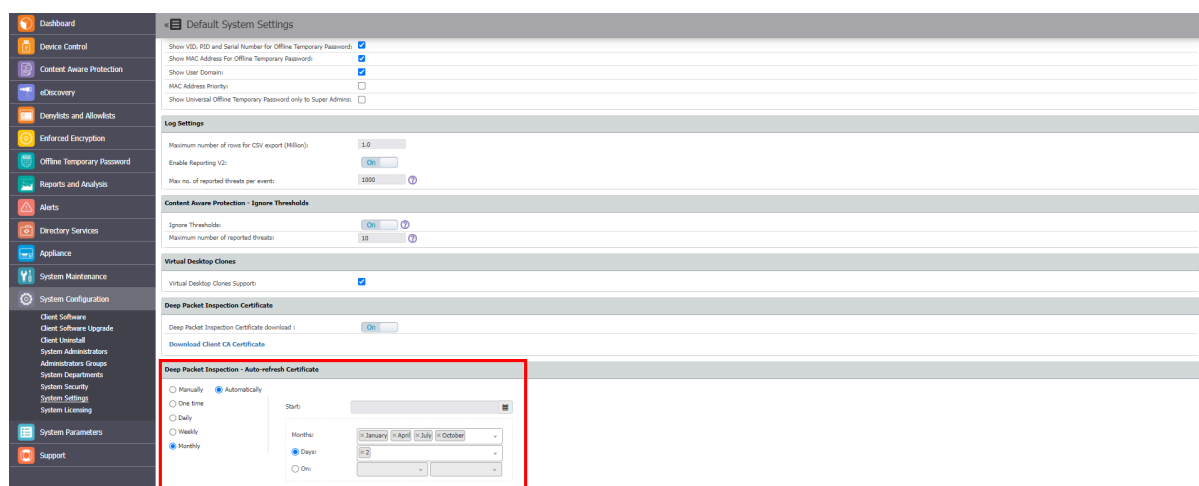 Dashboard
Device Control
Content Aware Protection
eDiscovery
Denylists and Allowlists
Enforced Encryption
Offline Temporary Password
Reports and Analysis
Alerts
Directory Services
Appliance
System Maintenance
System Configuration
Client Software
Client Software Upgrade
Client Uninstall
System Administrators
Administrators Groups
System Departments
System Security
System Settings
System Licensing
System Parameters
Support
« Default System Settings
Show VID, PID and Serial Number for Offline Temporary Password:
Show MAC Address For Offline Temporary Password:
Show User Domain:
MAC Address Priority:
Show Universal Offline Temporary Password only to Super Admins:
Log Settings
Maximum number of rows for CSV export (Million): 1.0
Enable Reporting V2: On
Max no. of reported threats per event: 1000 ?
Content Aware Protection - Ignore Thresholds
Ignore Thresholds: On ?
Maximum number of reported threats: 10 ?
Virtual Desktop Clones
Virtual Desktop Clones Support:
Deep Packet Inspection Certificate
Deep Packet Inspection Certificate download : On
Download Client CA Certificate
Deep Packet Inspection - Auto-refresh Certificate
Manually Automatically
One time
Daily
Weekly
Monthly
Start:
Months: × January × April × July × October
Days: × 2
On: